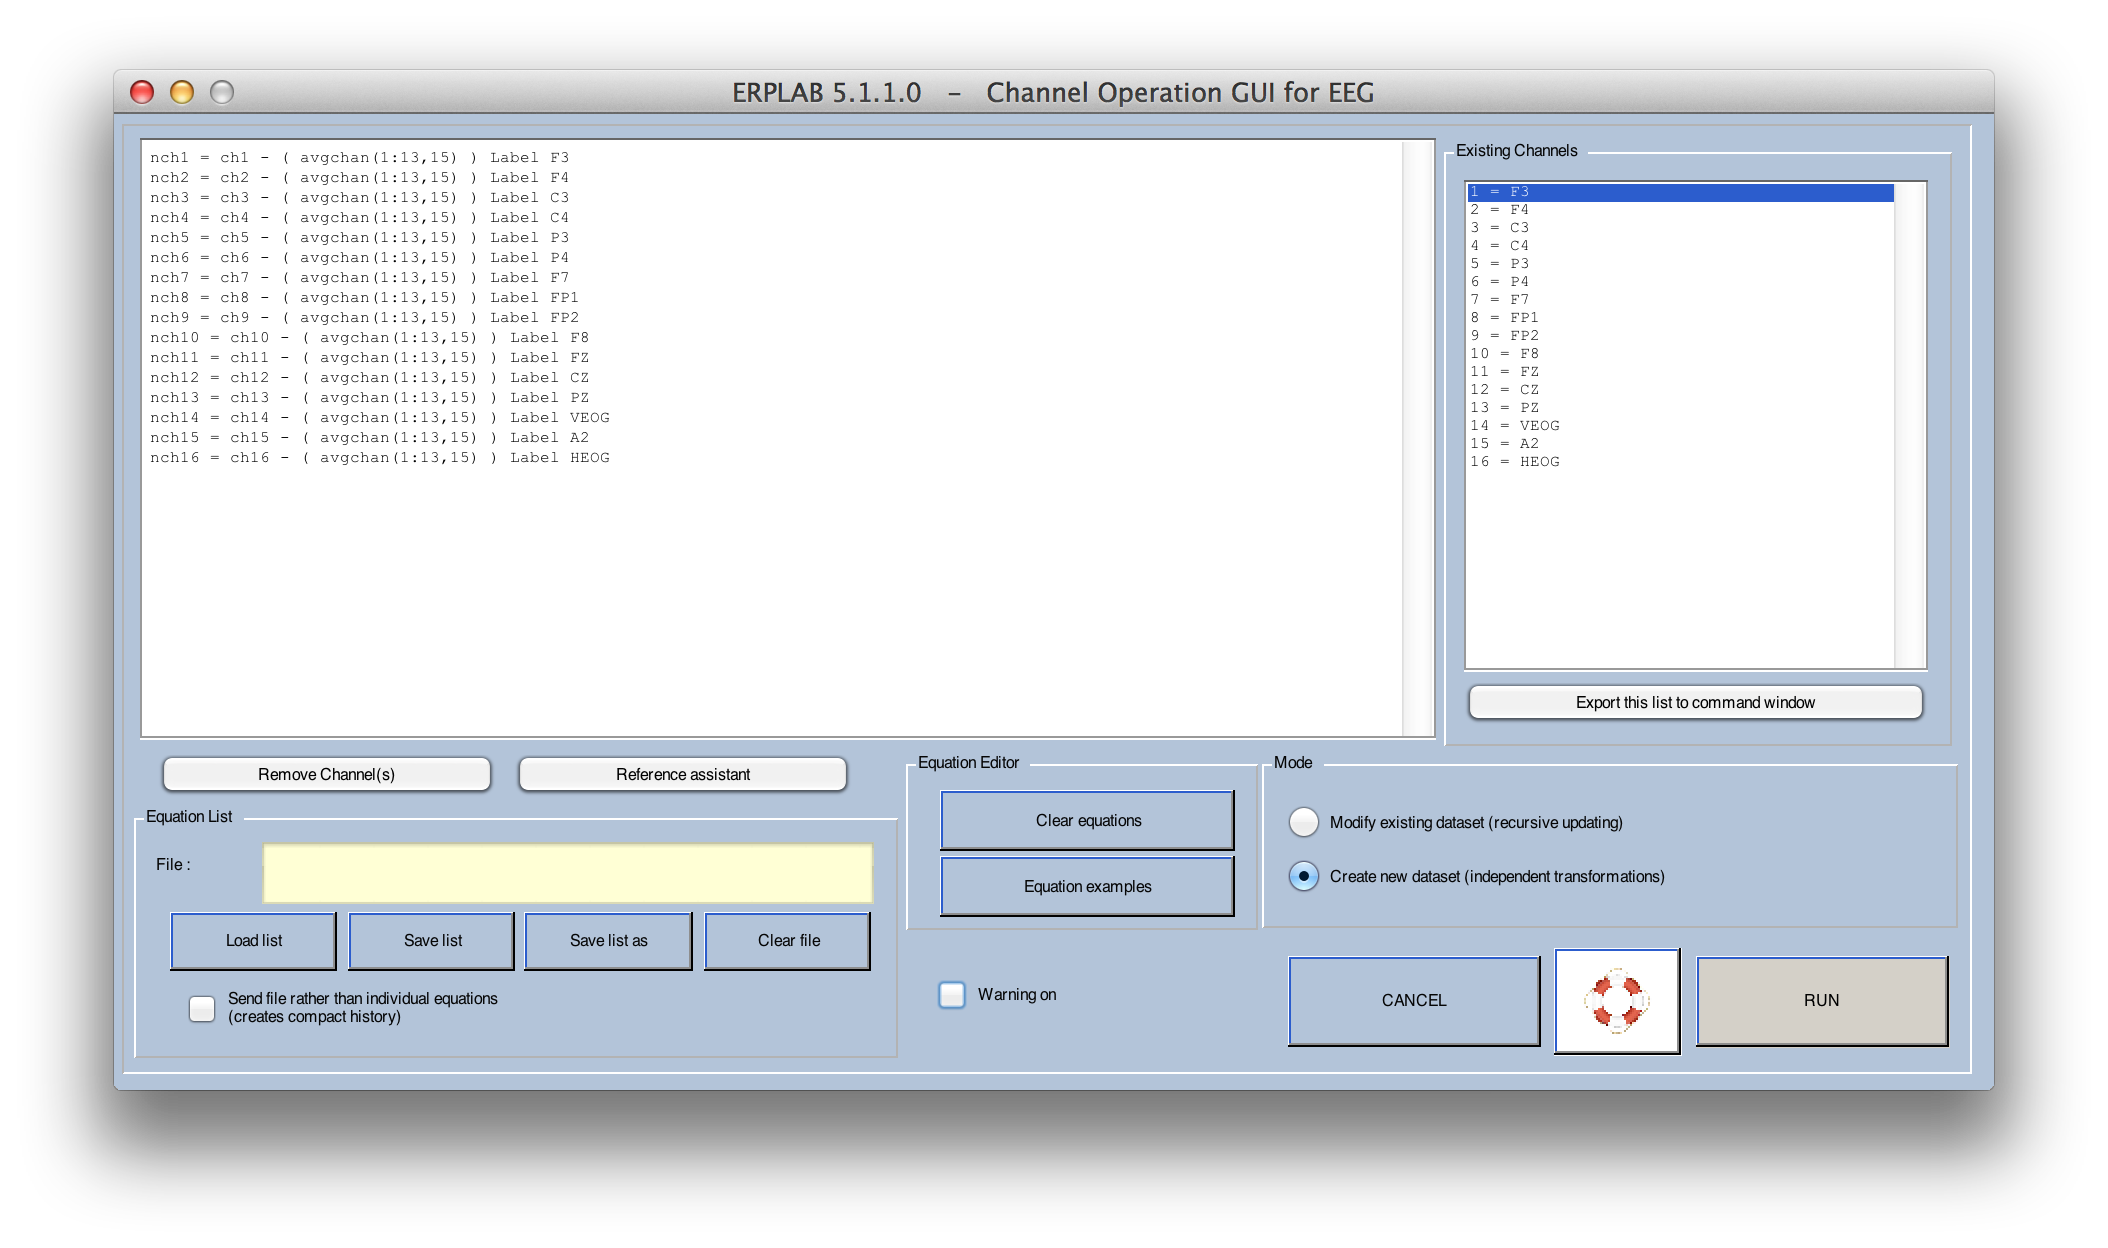 ERPLAB 5.1.1.0 - Channel Operation GUI for EEG
nch1 = ch1 - ( avgchan(1:13,15) ) Label F3
nch2 = ch2 - ( avgchan(1:13,15) ) Label F4
nch3 = ch3 - ( avgchan(1:13,15) ) Label C3
nch4 = ch4 - ( avgchan(1:13,15) ) Label C4
nch5 = ch5 - ( avgchan(1:13,15) ) Label P3
nch6 = ch6 - ( avgchan(1:13,15) ) Label P4
nch7 = ch7 - ( avgchan(1:13,15) ) Label F7
nch8 = ch8 - ( avgchan(1:13,15) ) Label FP1
nch9 = ch9 - ( avgchan(1:13,15) ) Label FP2
nch10 = ch10 - ( avgchan(1:13,15) ) Label F8
nch11 = ch11 - ( avgchan(1:13,15) ) Label FZ
nch12 = ch12 - ( avgchan(1:13,15) ) Label CZ
nch13 = ch13 - ( avgchan(1:13,15) ) Label PZ
nch14 = ch14 - ( avgchan(1:13,15) ) Label VEOG
nch15 = ch15 - ( avgchan(1:13,15) ) Label A2
nch16 = ch16 - ( avgchan(1:13,15) ) Label HEOG
Existing Channels
1 = F3
2 = F4
3 = C3
4 = C4
5 = P3
6 = P4
7 = F7
8 = FP1
9 = FP2
10 = F8
11 = FZ
12 = CZ
13 = PZ
14 = VEOG
15 = A2
16 = HEOG
Export this list to command window
Remove Channel(s)
Reference assistant
Equation List
File :
Load list
Save list
Save list as
Clear file
Send file rather than individual equations
(creates compact history)
Equation Editor
Clear equations
Equation examples
Warning on
Mode
Modify existing dataset (recursive updating)
Create new dataset (independent transformations)
CANCEL
RUN